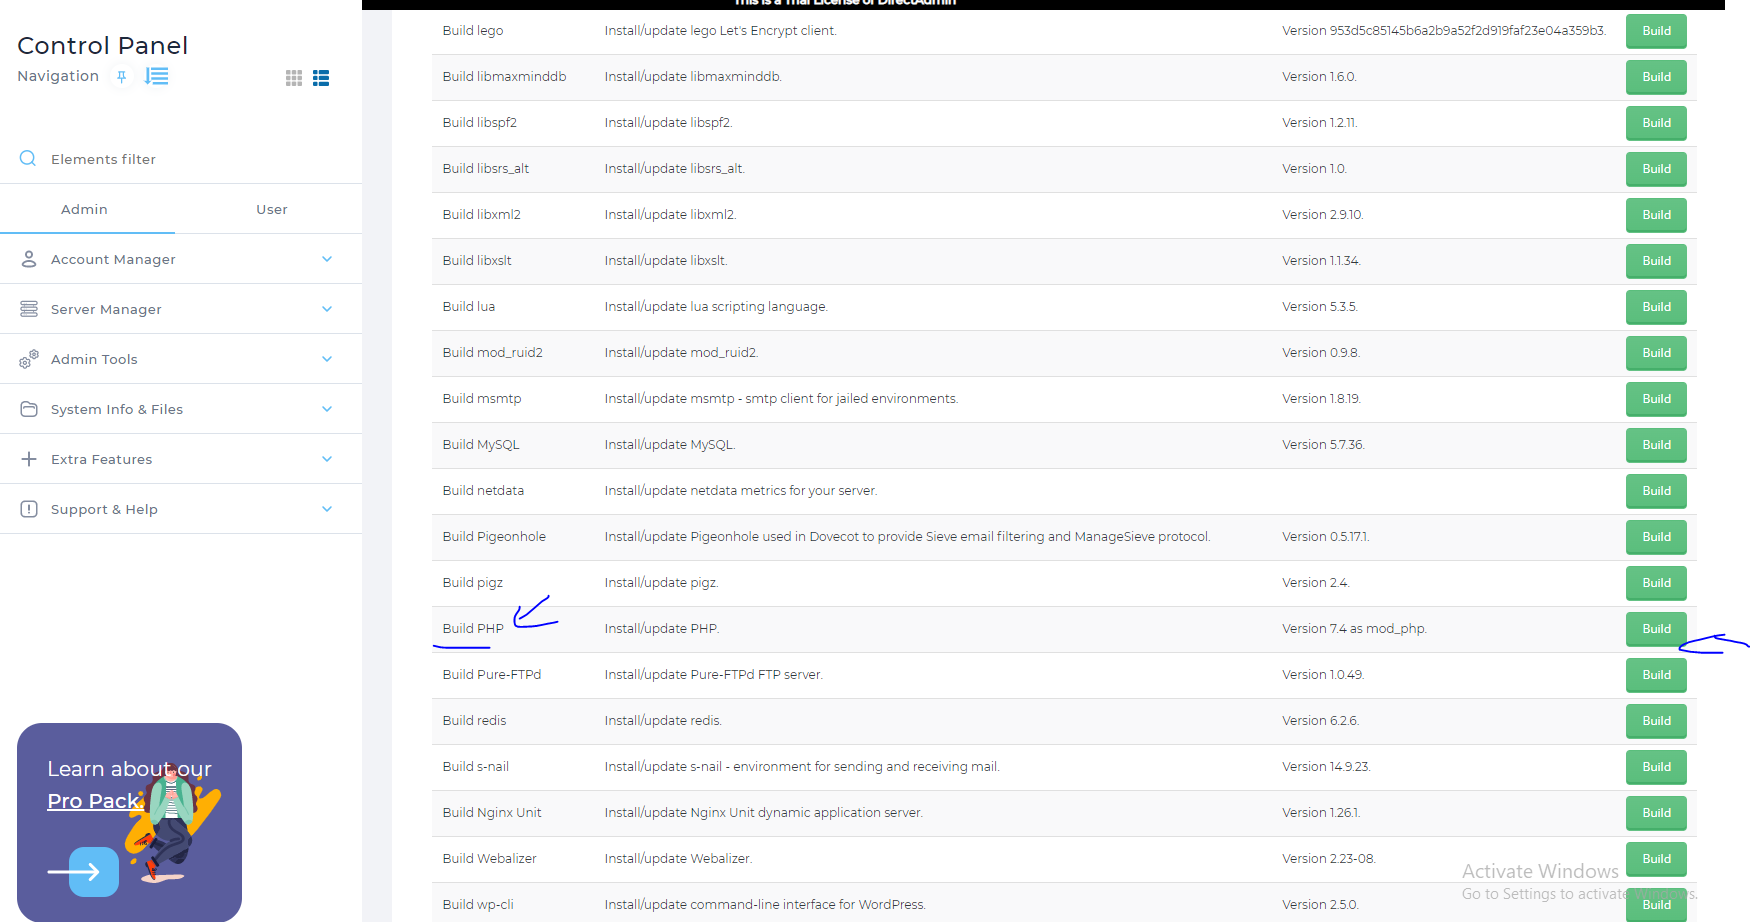 This is a Trial License of DirectAdmin
Control Panel
Navigation
Elements filter
Admin User
Account Manager
Server Manager
Admin Tools
System Info & Files
Extra Features
Support & Help
Learn about our
Pro Pack.
Build lego Install/update lego Let's Encrypt client. Version 953d5c85145b6a2b9a52f2d919faf23e04a359b3. Build
Build libmaxminddb Install/update libmaxminddb. Version 1.6.0. Build
Build libspf2 Install/update libspf2. Version 1.2.11. Build
Build libsrs_alt Install/update libsrs_alt. Version 1.0. Build
Build libxml2 Install/update libxml2. Version 2.9.10. Build
Build libxslt Install/update libxslt. Version 1.1.34. Build
Build lua Install/update lua scripting language. Version 5.3.5. Build
Build mod_ruid2 Install/update mod_ruid2. Version 0.9.8. Build
Build msmtp Install/update msmtp - smtp client for jailed environments. Version 1.8.19. Build
Build MySQL Install/update MySQL. Version 5.7.36. Build
Build netdata Install/update netdata metrics for your server. Build
Build Pigeonhole Install/update Pigeonhole used in Dovecot to provide Sieve email filtering and ManageSieve protocol. Version 0.5.17.1. Build
Build pigz Install/update pigz. Version 2.4. Build
Build PHP Install/update PHP. Version 7.4 as mod_php. Build
Build Pure-FTPd Install/update Pure-FTPd FTP server. Version 1.0.49. Build
Build redis Install/update redis. Version 6.2.6. Build
Build s-nail Install/update s-nail - environment for sending and receiving mail. Version 14.9.23. Build
Build Nginx Unit Install/update Nginx Unit dynamic application server. Version 1.26.1. Build
Build Webalizer Install/update Webalizer. Version 2.23-08. Build
Build wp-cli Install/update command-line interface for WordPress. Version 2.5.0. Build
Activate Windows
Go to Settings to activate Windows.